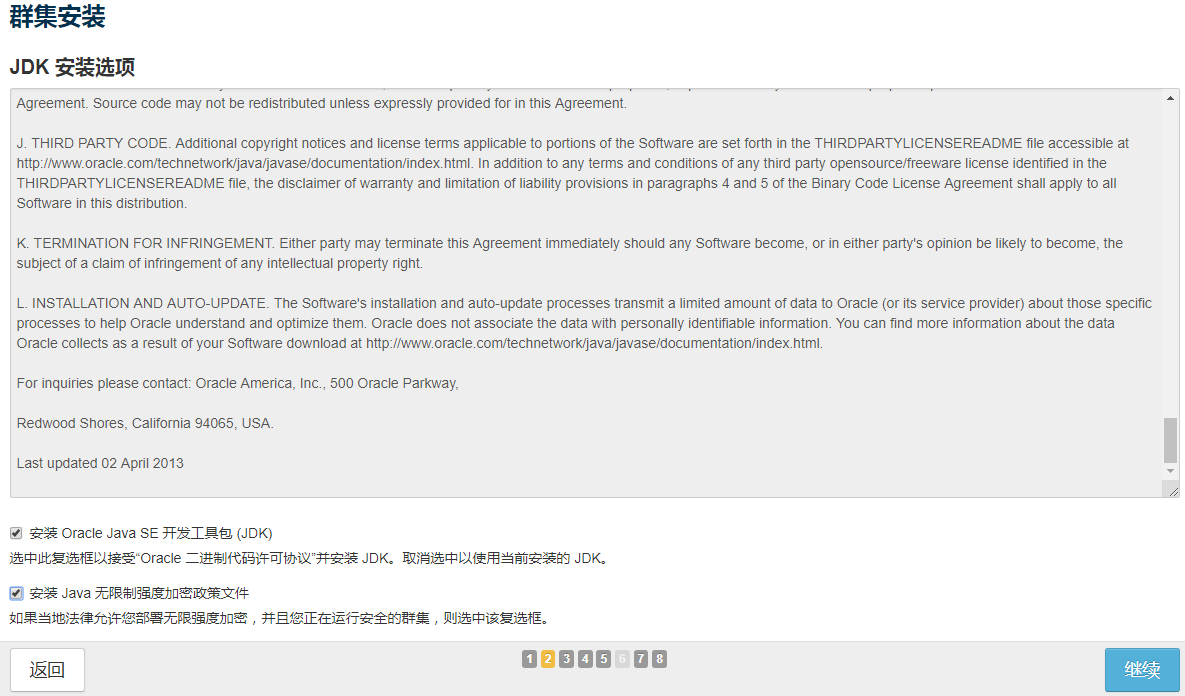 群集安装
JDK 安装选项
Agreement. Source code may not be redistributed unless expressly provided for in this Agreement.
J. THIRD PARTY CODE. Additional copyright notices and license terms applicable to portions of the Software are set forth in the THIRDPARTYLICENSEREADME file accessible at
http://www.oracle.com/technetwork/java/javase/documentation/index.html. In addition to any terms and conditions of any third party opensource/freeware license identified in the
THIRDPARTYLICENSEREADME file, the disclaimer of warranty and limitation of liability provisions in paragraphs 4 and 5 of the Binary Code License Agreement shall apply to all
Software in this distribution.
K. TERMINATION FOR INFRINGEMENT. Either party may terminate this Agreement immediately should any Software become, or in either party's opinion be likely to become, the
subject of a claim of infringement of any intellectual property right.
L. INSTALLATION AND AUTO-UPDATE. The Software's installation and auto-update processes transmit a limited amount of data to Oracle (or its service provider) about those specific
processes to help Oracle understand and optimize them. Oracle does not associate the data with personally identifiable information. You can find more information about the data
Oracle collects as a result of your Software download at http://www.oracle.com/technetwork/java/javase/documentation/index.html.
For inquiries please contact: Oracle America, Inc., 500 Oracle Parkway,
Redwood Shores, California 94065, USA.
Last updated 02 April 2013
安装 Oracle Java SE 开发工具包 (JDK)
选中此复选框以接受“Oracle 二进制代码许可协议”并安装 JDK。取消选中以使用当前安装的 JDK。
安装 Java 无限制强度加密政策文件
如果当地法律允许您部署无限强度加密，并且您正在运行安全的群集，则选中该复选框。
返回 1 2 3 4 5 6 7 8 继续